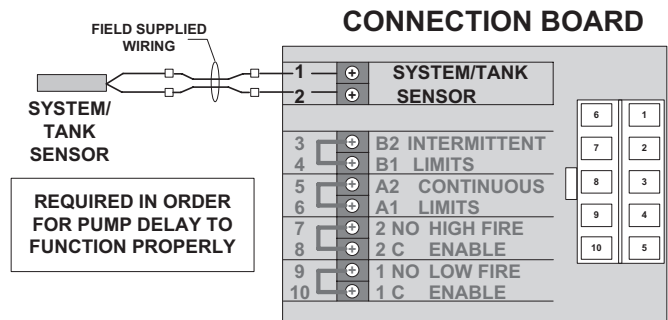 CONNECTION BOARD
FIELD SUPPLIED
WIRING
SYSTEM/
TANK
SENSOR
REQUIRED IN ORDER
FOR PUMP DELAY TO
FUNCTION PROPERLY
1 SYSTEM/TANK
2 SENSOR
3 B2 INTERMITTENT
4 B1 LIMITS
5 A2 CONTINUOUS
6 A1 LIMITS
7 2 NO HIGH FIRE
8 2 C ENABLE
9 1 NO LOW FIRE
10 1 C ENABLE
6 1
7 2
8 3
9 4
10 5